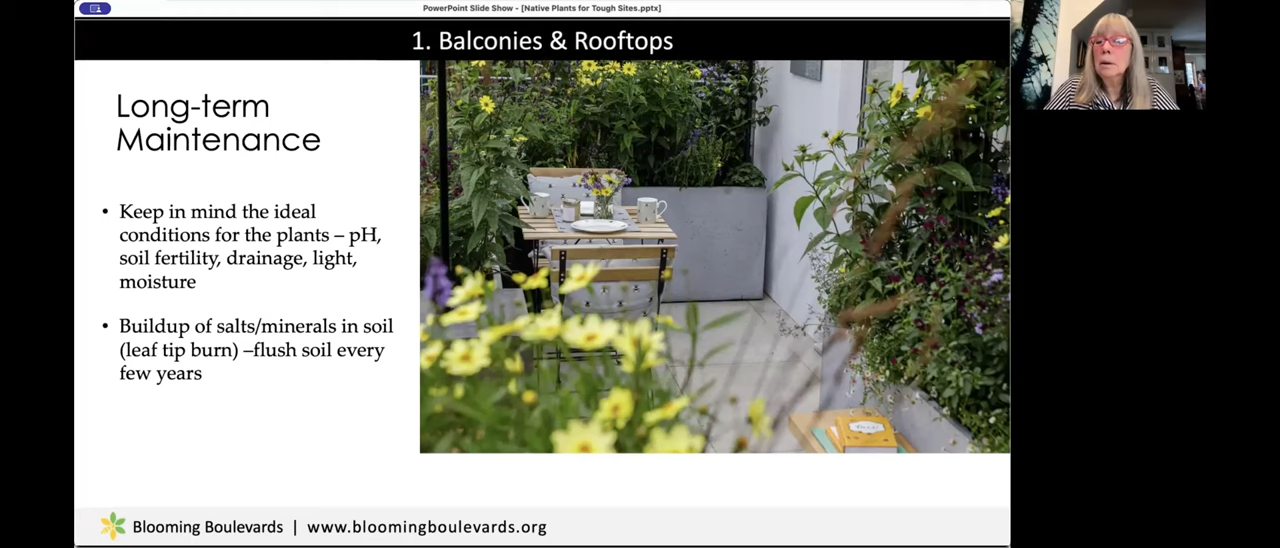 PowerPoint Slide Show - [Native Plants for Tough Sites.pptx]
1. Balconies & Rooftops
Long-term
Maintenance
• Keep in mind the ideal
conditions for the plants – pH,
soil fertility, drainage, light,
moisture
• Buildup of salts/minerals in soil
(leaf tip burn) –flush soil every
few years
Blooming Boulevards | www.bloomingboulevards.org